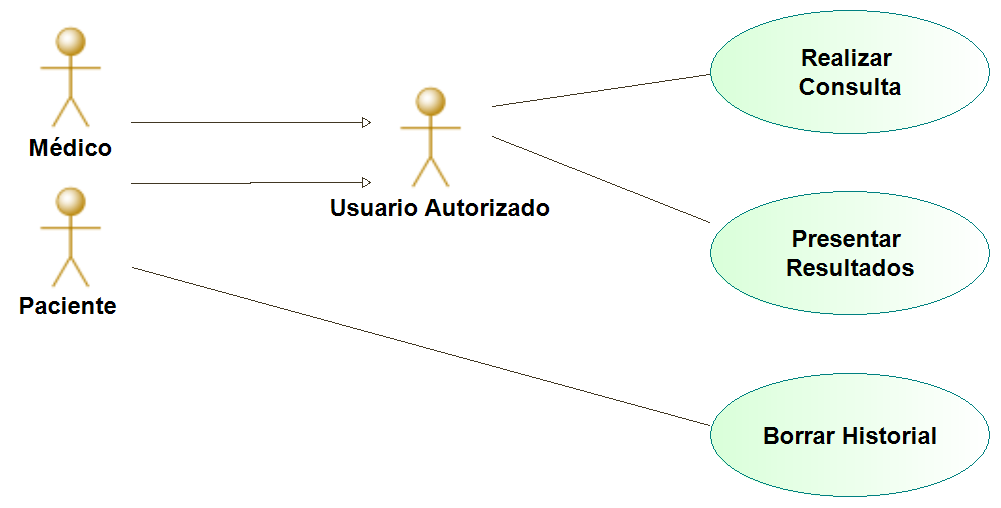 Médico
Paciente
Usuario Autorizado
Realizar
Consulta
Presentar
Resultados
Borrar Historial